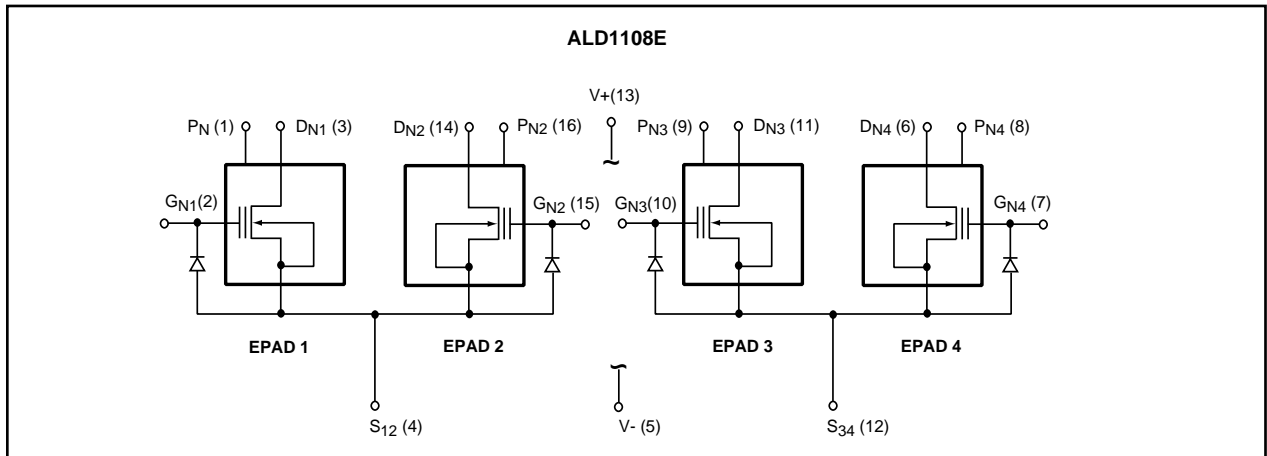 ALD1108E
V+(13)
PN (1) DN1 (3) DN2 (14) PN2 (16) PN3 (9) DN3 (11) DN4 (6) PN4 (8)
~
GN1(2) GN2 (15) GN3(10) GN4 (7)
EPAD 1 EPAD 2 EPAD 3 EPAD 4
~
S12 (4) V- (5) S34 (12)